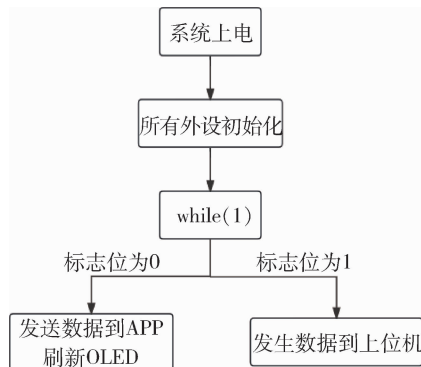 系统上电
所有外设初始化
while(1)
标志位为0
标志位为1
发送数据到APP
刷新OLED
发生数据到上位机